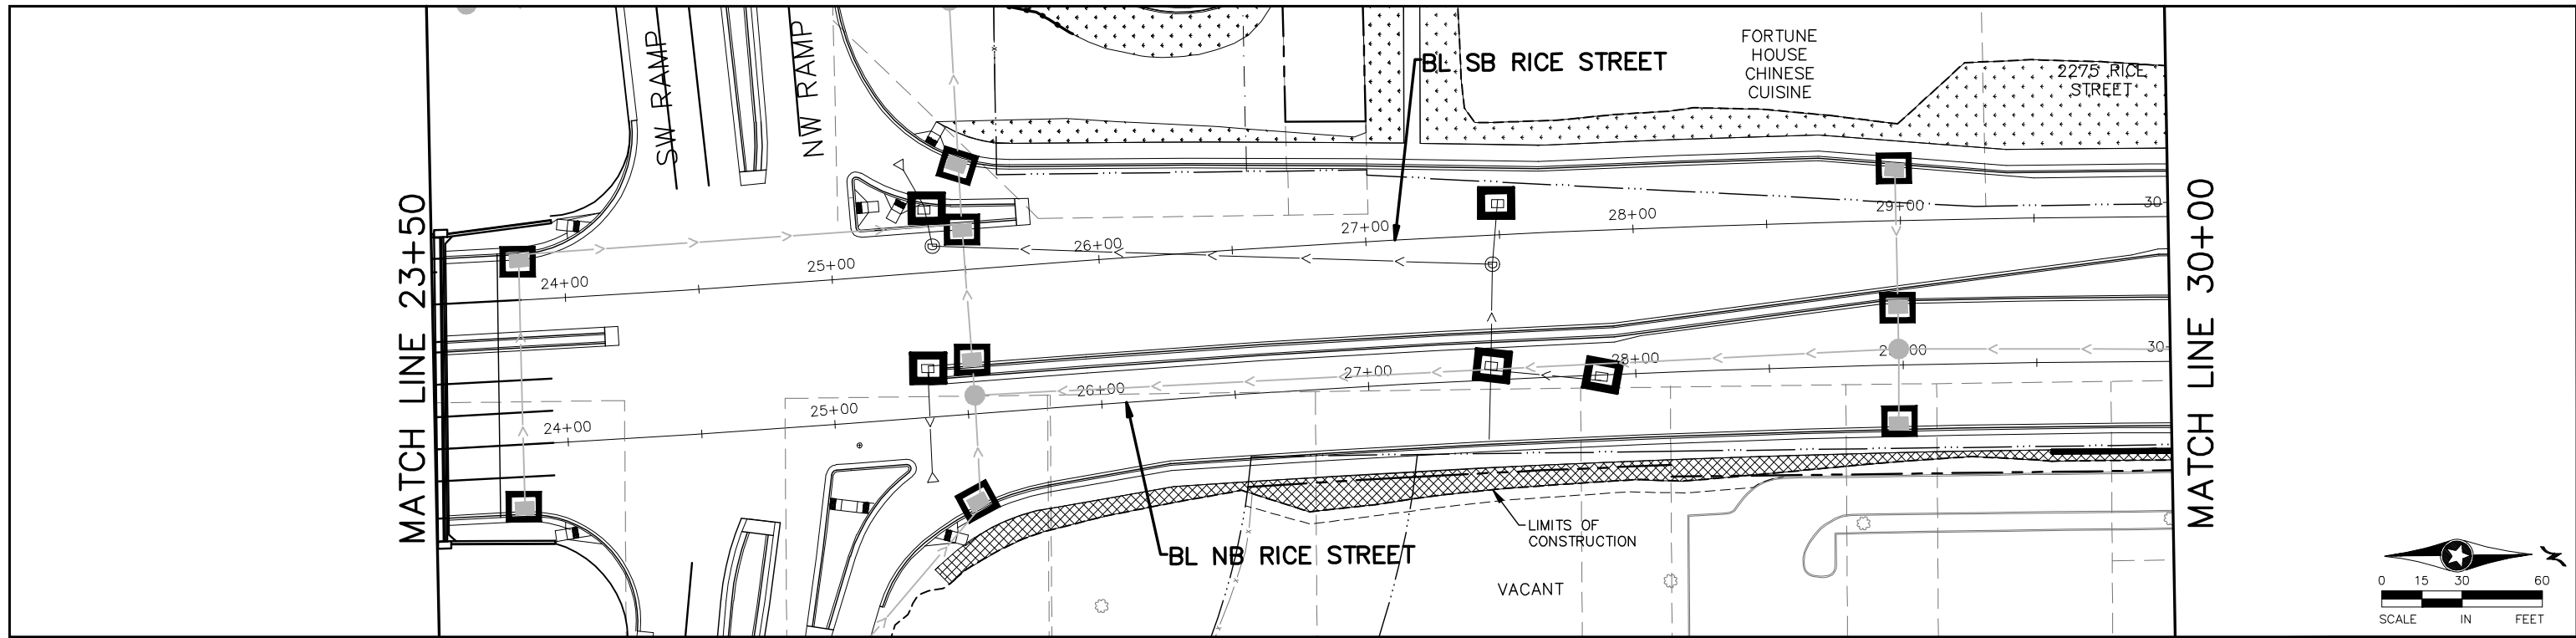 MATCH LINE 23+50
SW RAMP
NW RAMP
BL SB RICE STREET
FORTUNE
HOUSE
CHINESE
CUISINE
2275 RICE
STREET
24+00
25+00
26+00
27+00
28+00
29+00
30
24+00
25+00
26+00
27+00
28+00
30
BL NB RICE STREET
LIMITS OF
CONSTRUCTION
VACANT
MATCH LINE 30+00
0 15 30 60
SCALE IN FEET